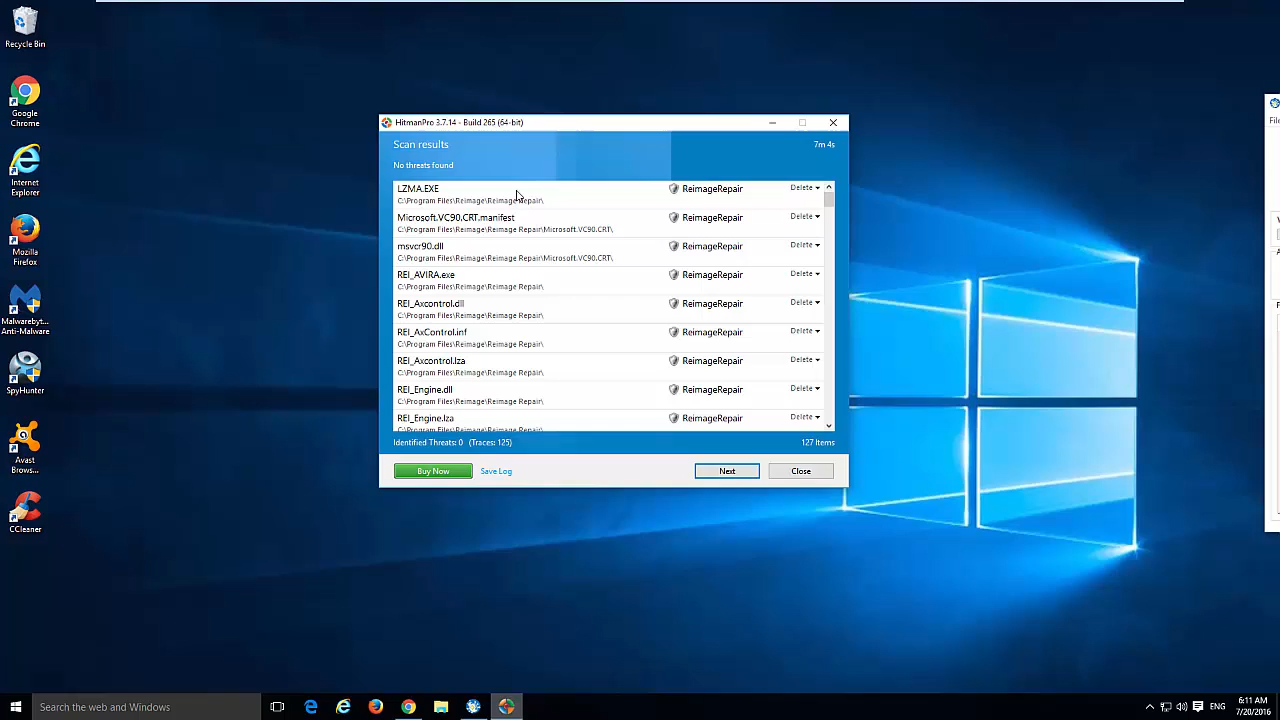 Recycle Bin
Google
Chrome
Internet
Explorer
Mozilla
Firefox
Malwarebyt...
Anti-Malware
SpyHunter
Avast
Brows...
CCleaner
HitmanPro 3.7.14 - Build 265 (64-bit)
Scan results
7m 4s
No threats found
LZMA.EXE
ReimageRepair
Delete
C:\Program Files\Reimage\Reimage Repair\
Microsoft.VC90.CRT.manifest
ReimageRepair
Delete
C:\Program Files\Reimage\Reimage Repair\Microsoft.VC90.CRT\
msvcr90.dll
ReimageRepair
Delete
C:\Program Files\Reimage\Reimage Repair\Microsoft.VC90.CRT\
REI_AVIRA.exe
ReimageRepair
Delete
C:\Program Files\Reimage\Reimage Repair\
REI_Axcontrol.dll
ReimageRepair
Delete
C:\Program Files\Reimage\Reimage Repair\
REI_AxControl.inf
ReimageRepair
Delete
C:\Program Files\Reimage\Reimage Repair\
REI_Axcontrol.lza
ReimageRepair
Delete
C:\Program Files\Reimage\Reimage Repair\
REI_Engine.dll
ReimageRepair
Delete
C:\Program Files\Reimage\Reimage Repair\
REI_Engine.lza
ReimageRepair
Delete
C:\Program Files\Reimage\Reimage Repair\
Identified Threats: 0 (Traces: 125)
127 Items
Buy Now
Save Log
Next
Close
Search the web and Windows
ENG
6:11 AM
7/20/2016